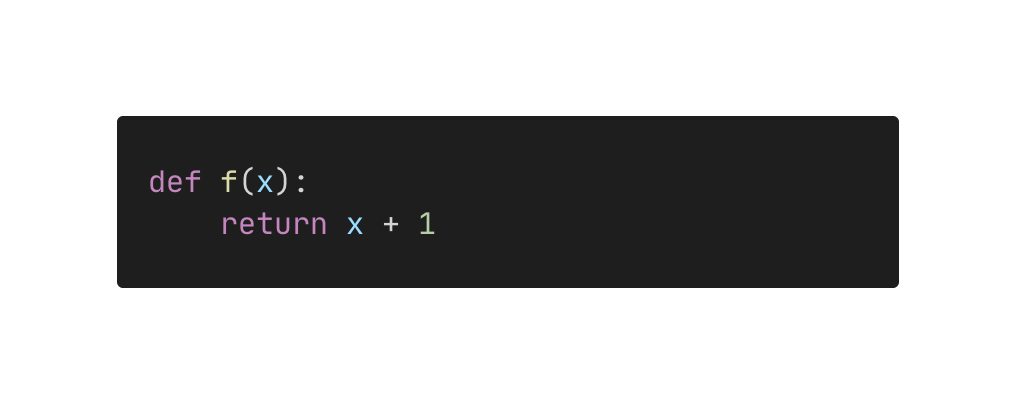 def f(x):
    return x + 1